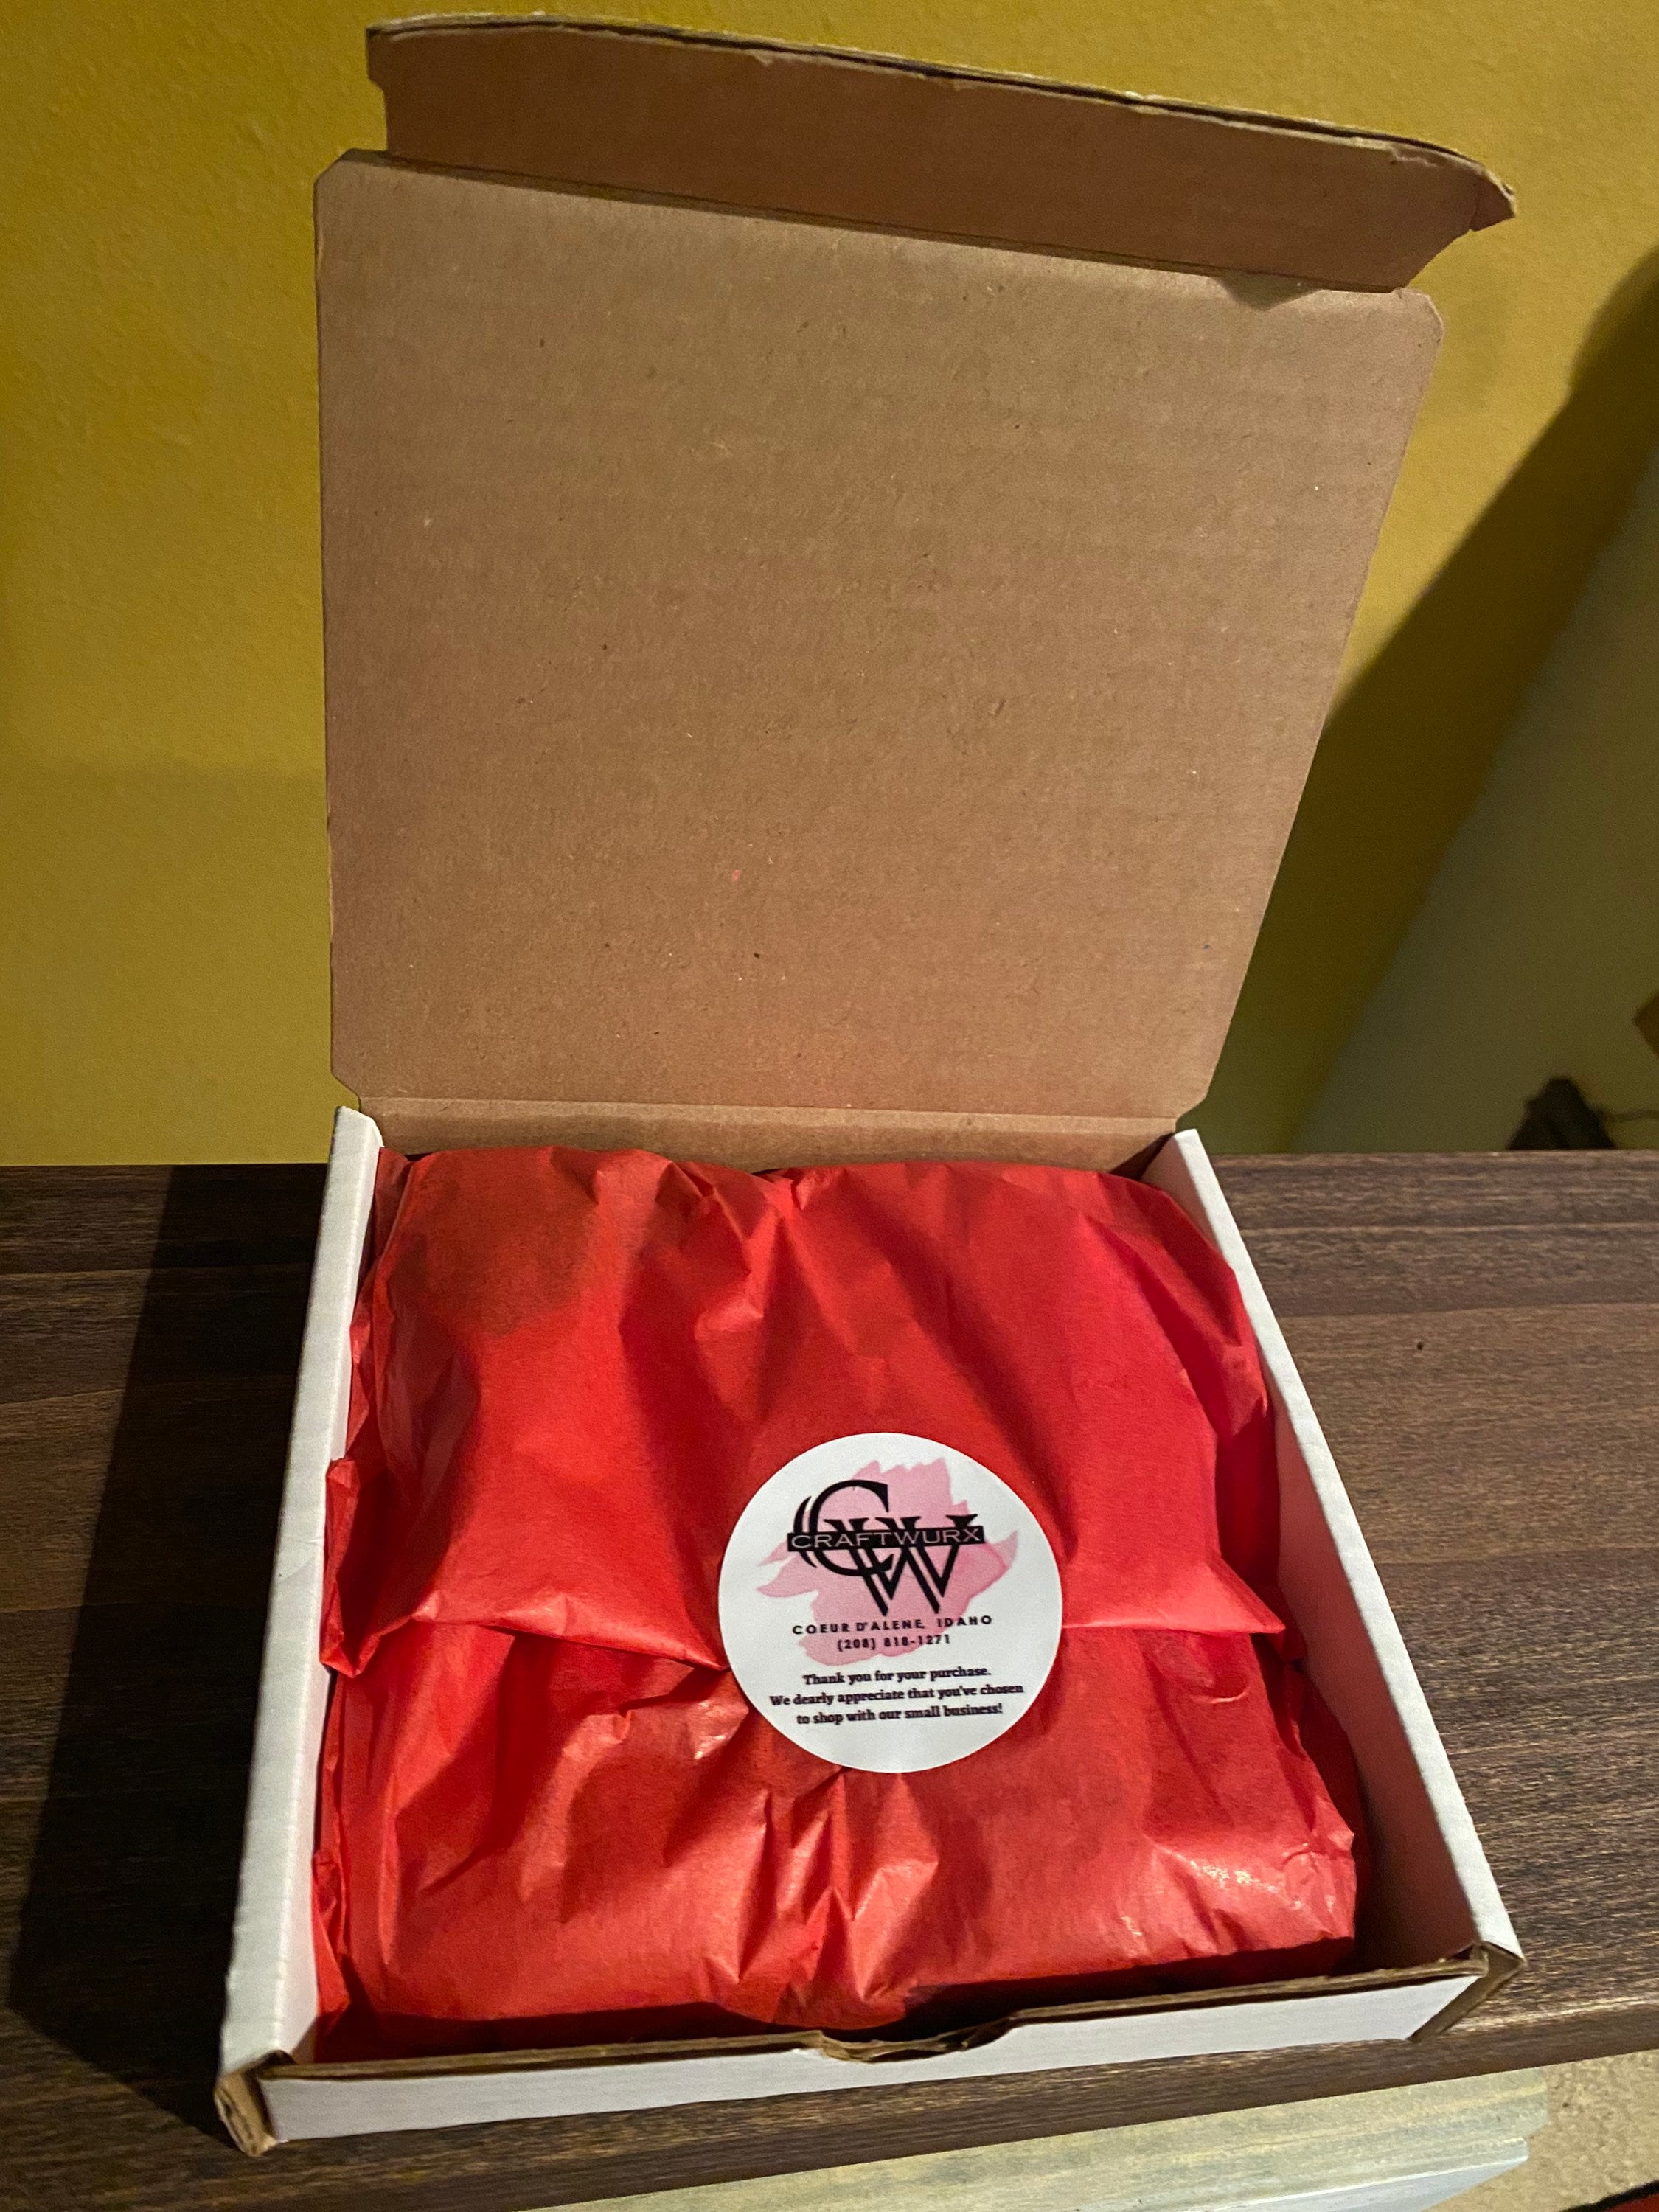 CW
CRAFTWURX
COEUR D'ALENE, IDAHO
(208) 818-1271
Thank you for your purchase.
We dearly appreciate that you've chosen
to shop with our small business!